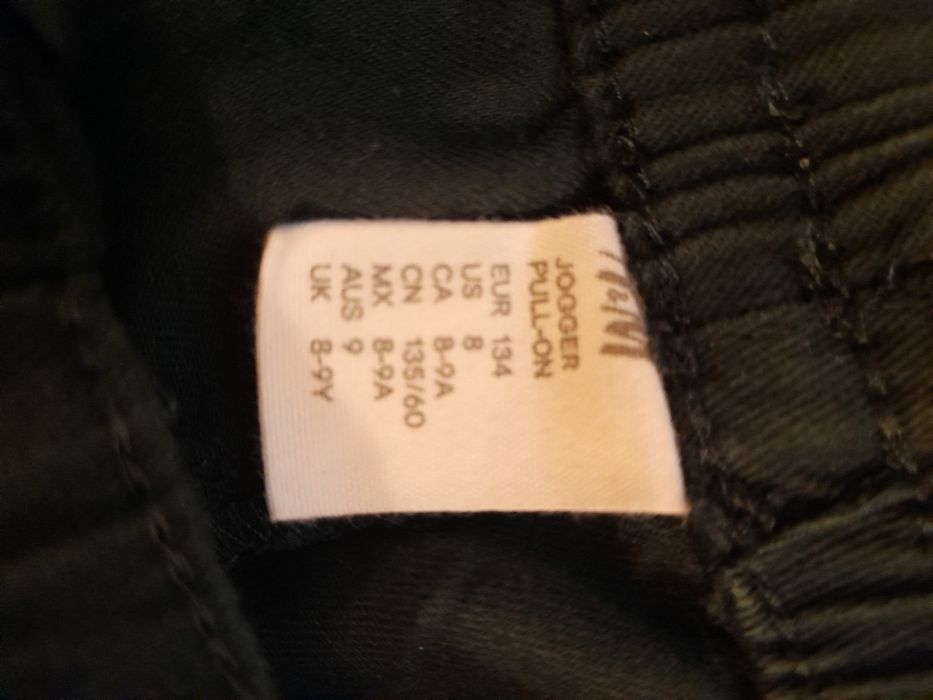 JOGGER
PULL-ON
EUR 134
US 8
CA 8-9A
CN 135/60
MX 8-9A
AUS 9
UK 8-9Y